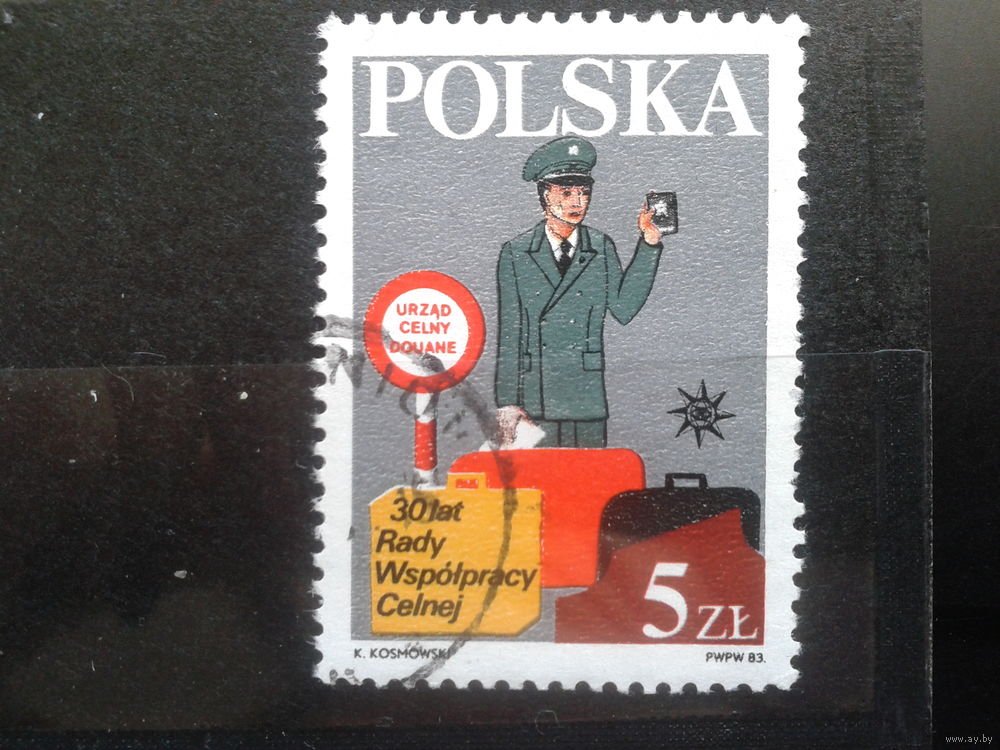 POLSKA
URZĄD
CELNY
DOUANE
30 lat
Rady
Współpracy
Celnej
5 ZŁ
K. KOSMOWSKI
PWPW 83.
www.ay.by